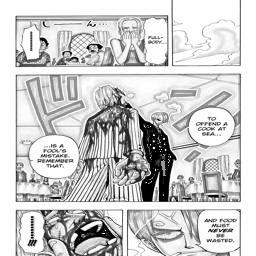 FULL-
BODY...
TO
OFFEND A
COOK AT
SEA...
...IS A
FOOL'S
MISTAKE.
REMEMBER
THAT.
AND FOOD
MUST
NEVER
BE
WASTED.